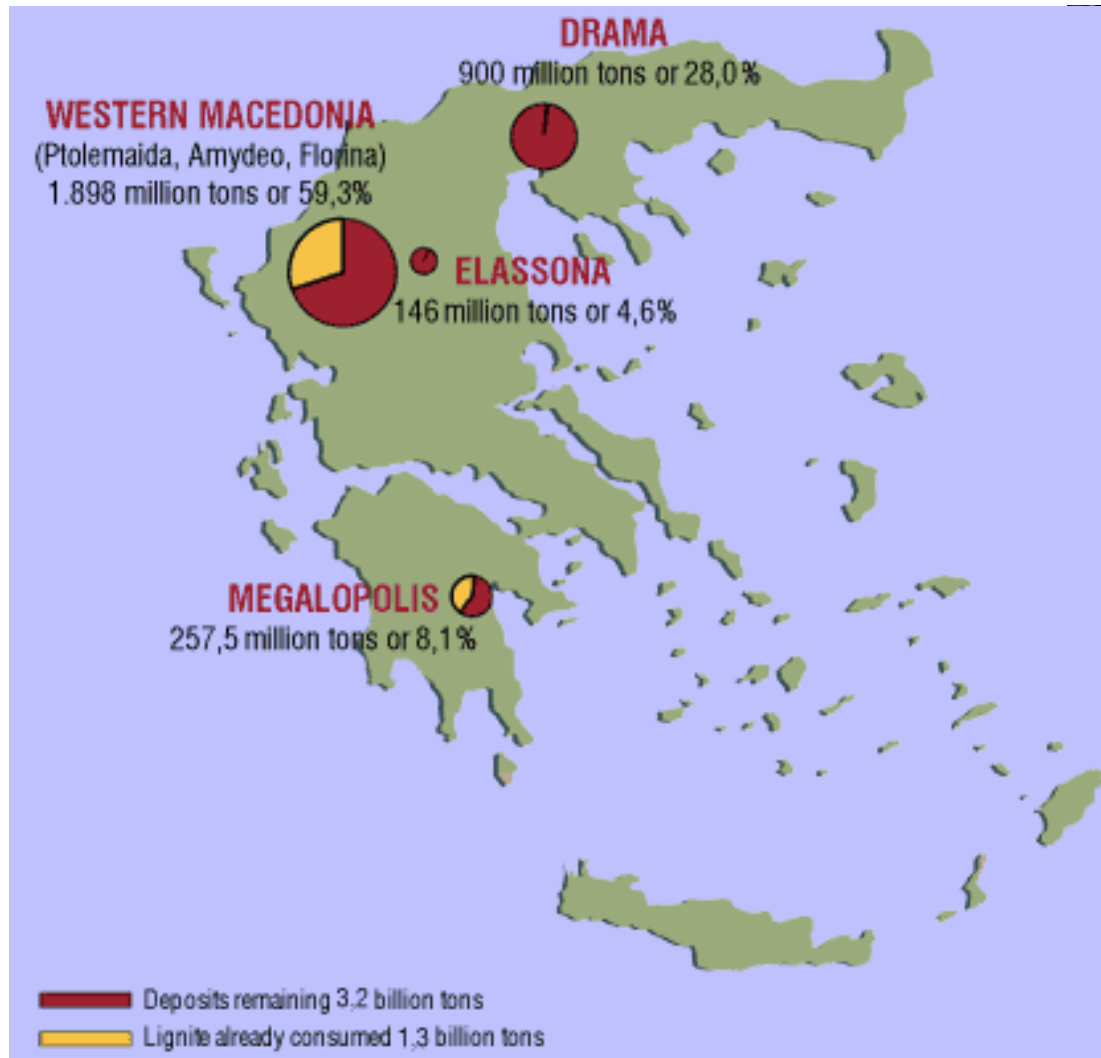 DRAMA
900 million tons or 28,0%
WESTERN MACEDONIA
(Ptolemaida, Amydeo, Florina)
1.898 million tons or 59,3%
ELASSONA
146 million tons or 4,6%
MEGALOPOLIS
257,5 million tons or 8,1%
Deposits remaining 3,2 billion tons
Lignite already consumed 1,3 billion tons